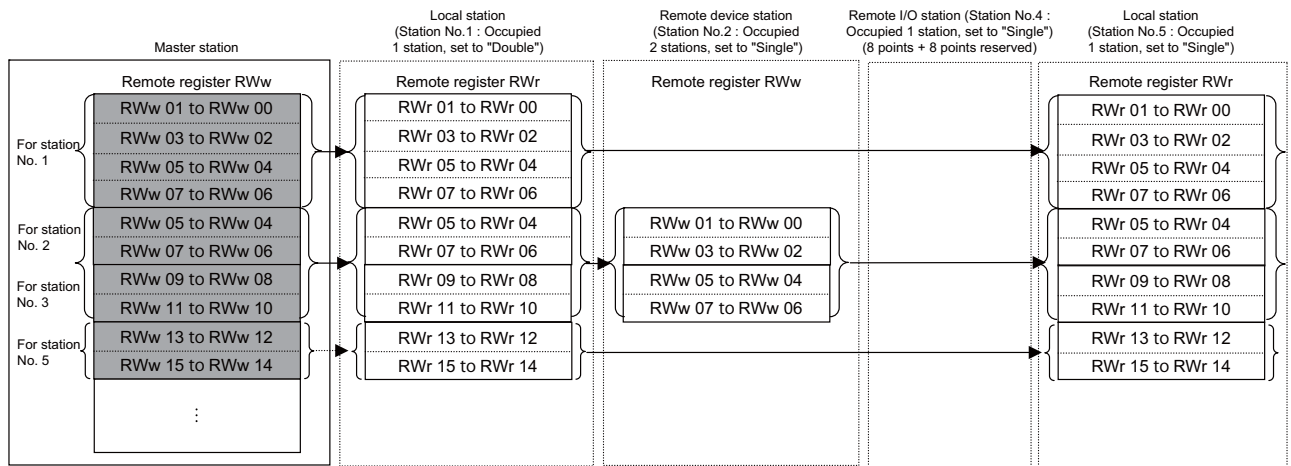 Master station
Local station
(Station No.1 : Occupied
1 station, set to "Double")
Remote device station
(Station No.2 : Occupied
2 stations, set to "Single")
Remote I/O station (Station No.4 :
Occupied 1 station, set to "Single")
(8 points + 8 points reserved)
Local station
(Station No.5 : Occupied
1 station, set to "Single")
Remote register RWw
For station
No. 1
RWw 01 to RWw 00
RWw 03 to RWw 02
RWw 05 to RWw 04
RWw 07 to RWw 06
For station
No. 2
RWw 05 to RWw 04
RWw 07 to RWw 06
For station
No. 3
RWw 09 to RWw 08
RWw 11 to RWw 10
For station
No. 5
RWw 13 to RWw 12
RWw 15 to RWw 14
⋮
Remote register RWr
RWr 01 to RWr 00
RWr 03 to RWr 02
RWr 05 to RWr 04
RWr 07 to RWr 06
RWr 05 to RWr 04
RWr 07 to RWr 06
RWr 09 to RWr 08
RWr 11 to RWr 10
RWr 13 to RWr 12
RWr 15 to RWr 14
Remote register RWw
RWw 01 to RWw 00
RWw 03 to RWw 02
RWw 05 to RWw 04
RWw 07 to RWw 06
Remote register RWr
RWr 01 to RWr 00
RWr 03 to RWr 02
RWr 05 to RWr 04
RWr 07 to RWr 06
RWr 05 to RWr 04
RWr 07 to RWr 06
RWr 09 to RWr 08
RWr 11 to RWr 10
RWr 13 to RWr 12
RWr 15 to RWr 14